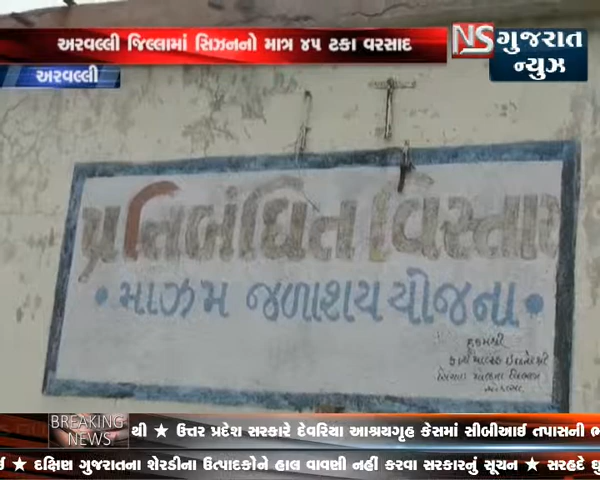 અરવલ્લી જિલ્લામાં સિઝનનો માત્ર ૪૫ ટકા વરસાદ
NS ગુજરાત
ન્યુઝ
અરવલ્લી
પ્રતિબંધિત વિસ્તાર
• માઝમ જળાશય યોજના •
હુકમથી
BREAKING NEWS
થી ★ ઉત્તર પ્રદેશ સરકારે દેવરિયા આશ્રયગૃહ કેસમાં સીબીઆઈ તપાસની ભ
★ દક્ષિણ ગુજરાતના શેરડીના ઉત્પાદકોને હાલ વાવણી નહીં કરવા સરકારનું સૂચન ★ સરહદે ઘુ